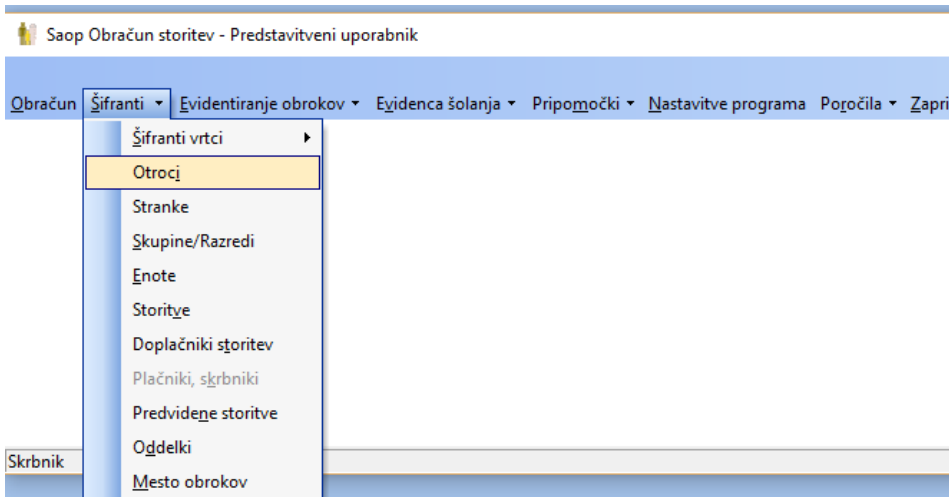 Saop Obračun storitev - Predstavitveni uporabnik
Obračun Šifranti Evidentiranje obrokov Evidenca šolanja Pripomočki Nastavitve programa Poročila Zapri
Šifranti vrtci
Otroci
Stranke
Skupine/Razredi
Enote
Storitve
Doplačniki storitev
Plačniki, skrbniki
Predvidene storitve
Oddelki
Mesto obrokov
Skrbnik